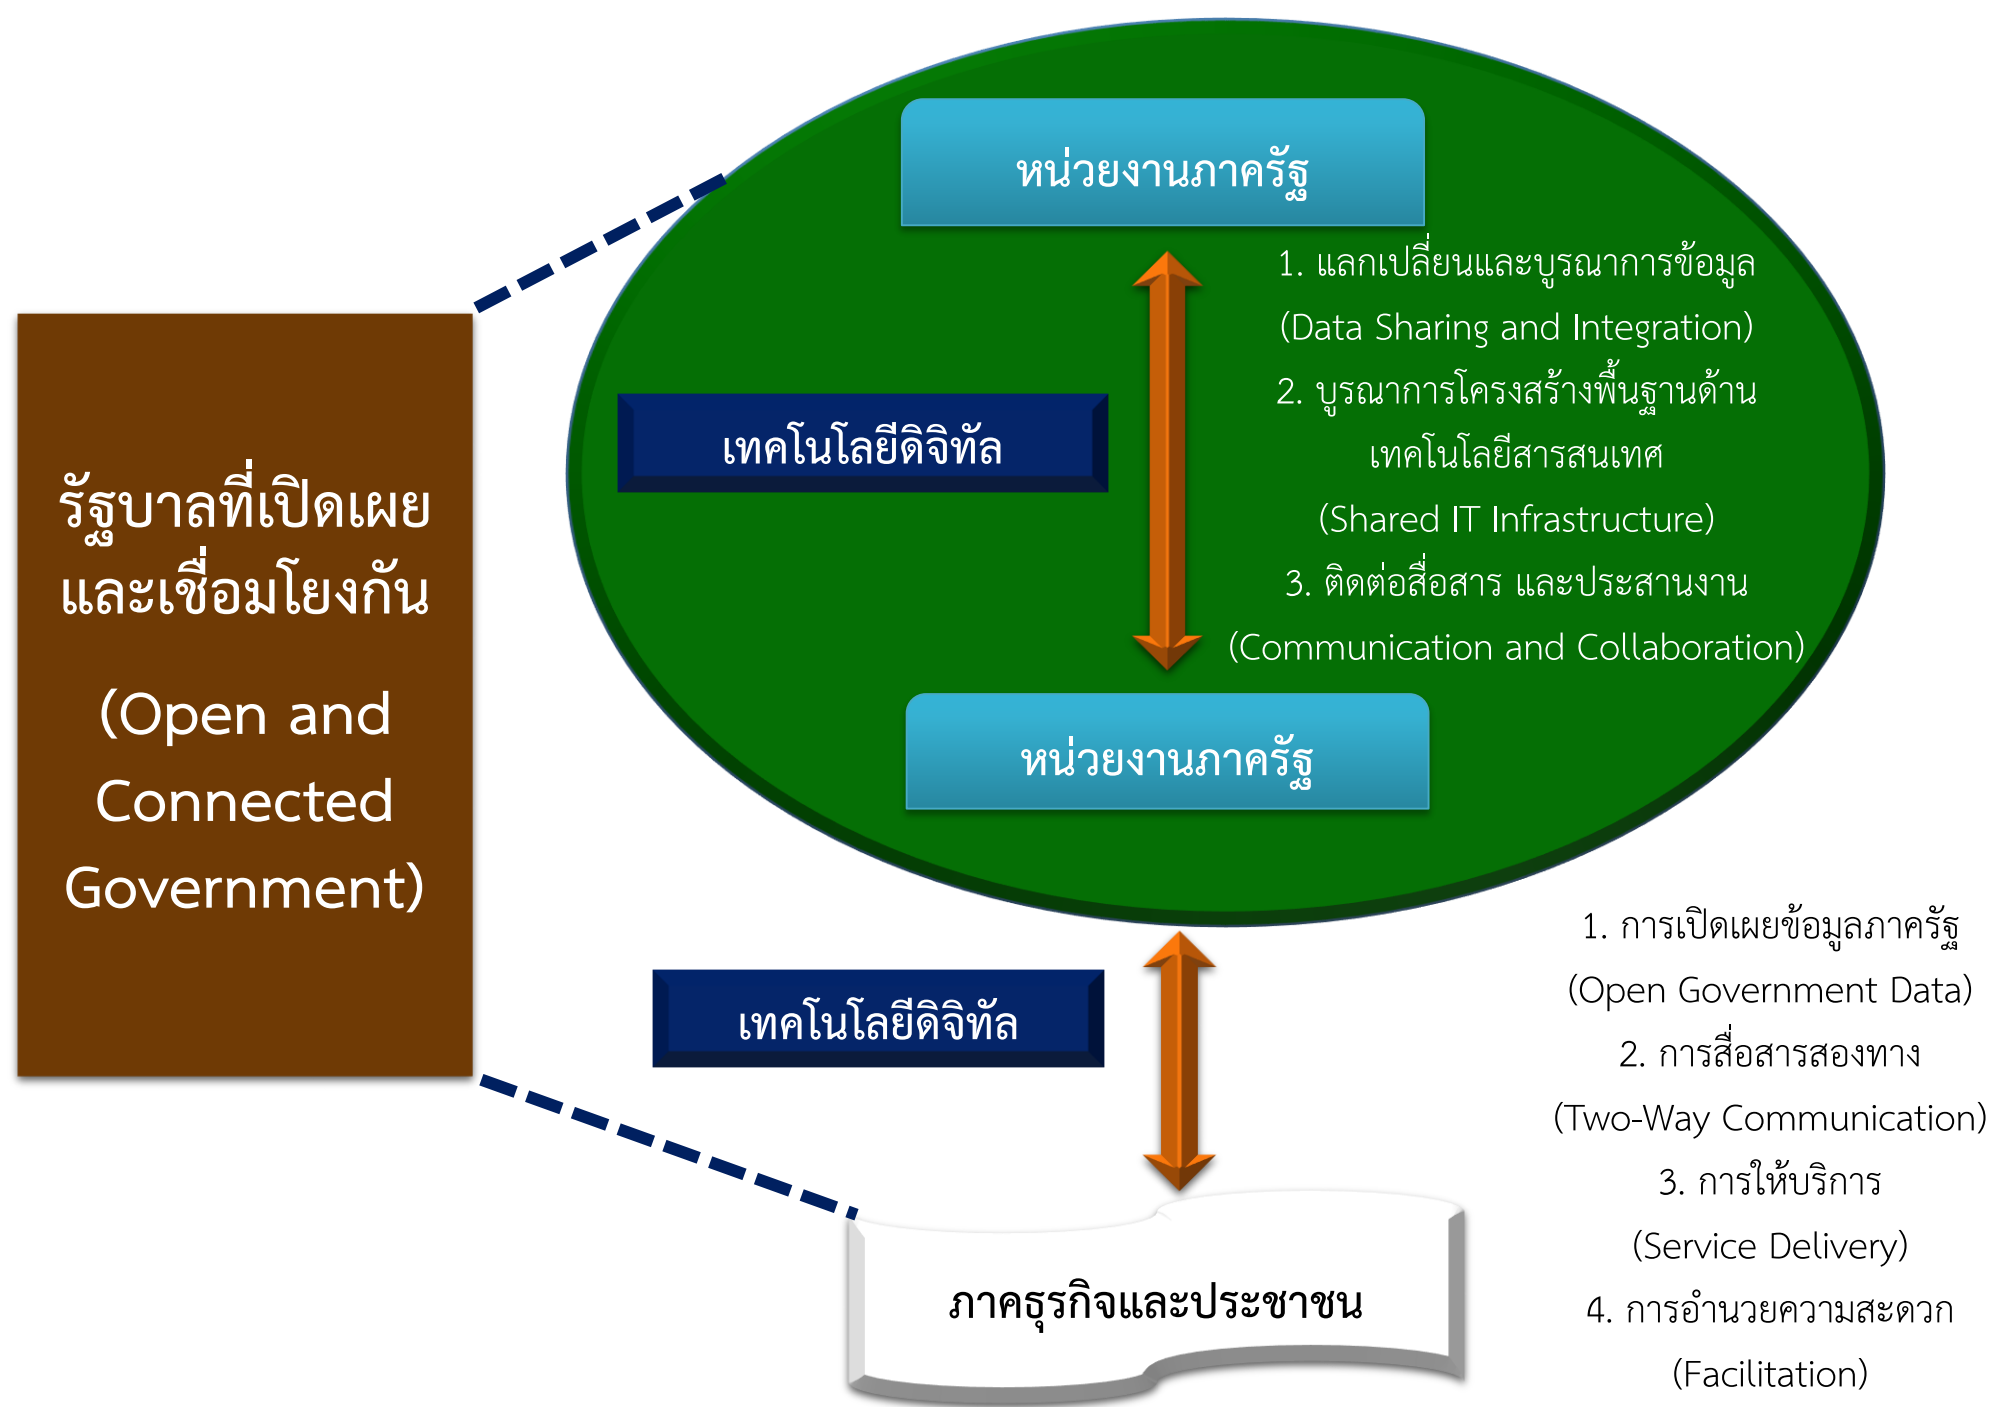 รัฐบาลที่เปิดเผย
และเชื่อมโยงกัน
(Open and
Connected
Government)
หน่วยงานภาครัฐ
เทคโนโลยีดิจิทัล
1. แลกเปลี่ยนและบูรณาการข้อมูล
(Data Sharing and Integration)
2. บูรณาการโครงสร้างพื้นฐานด้าน
เทคโนโลยีสารสนเทศ
(Shared IT Infrastructure)
3. ติดต่อสื่อสาร และประสานงาน
(Communication and Collaboration)
หน่วยงานภาครัฐ
เทคโนโลยีดิจิทัล
1. การเปิดเผยข้อมูลภาครัฐ
(Open Government Data)
2. การสื่อสารสองทาง
(Two-Way Communication)
3. การให้บริการ
(Service Delivery)
4. การอำนวยความสะดวก
(Facilitation)
ภาคธุรกิจและประชาชน